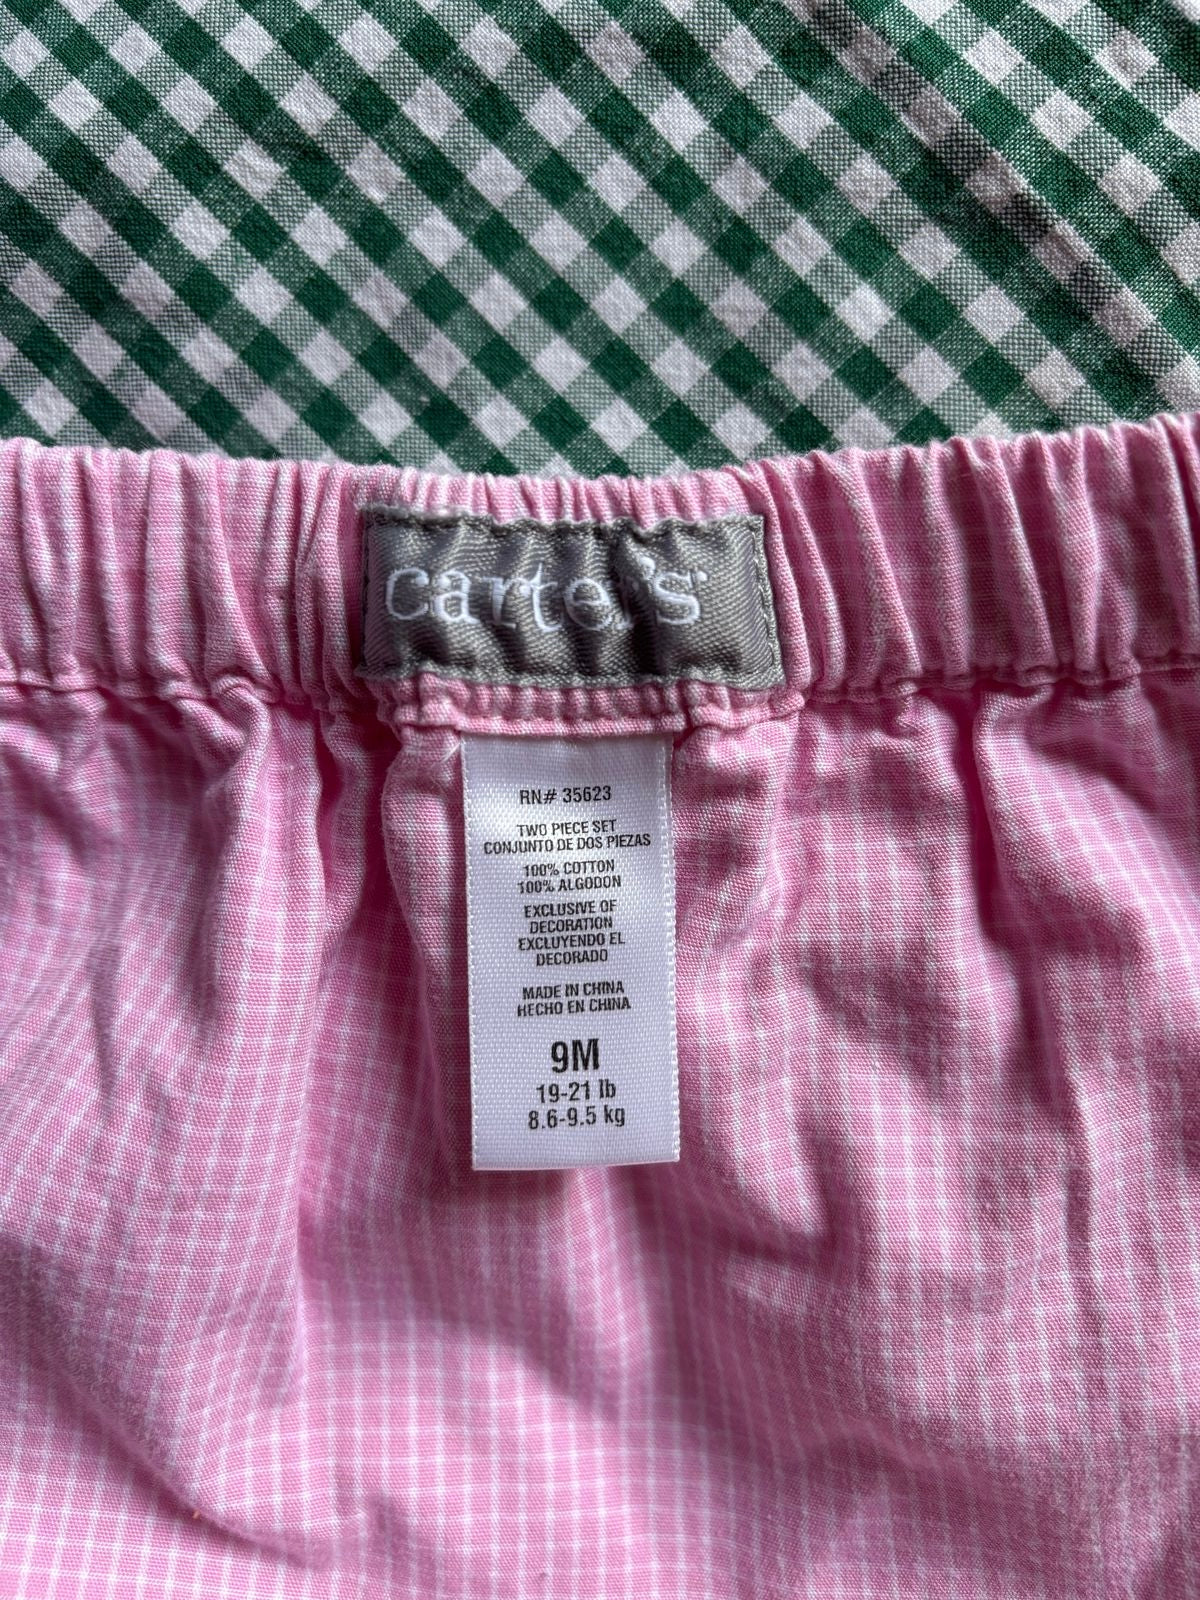 carter's
RN# 35623
TWO PIECE SET
CONJUNTO DE DOS PIEZAS
100% COTTON
100% ALGODON
EXCLUSIVE OF
DECORATION
EXCLUYENDO EL
DECORADO
MADE IN CHINA
HECHO EN CHINA
9M
19-21 lb
8.6-9.5 kg